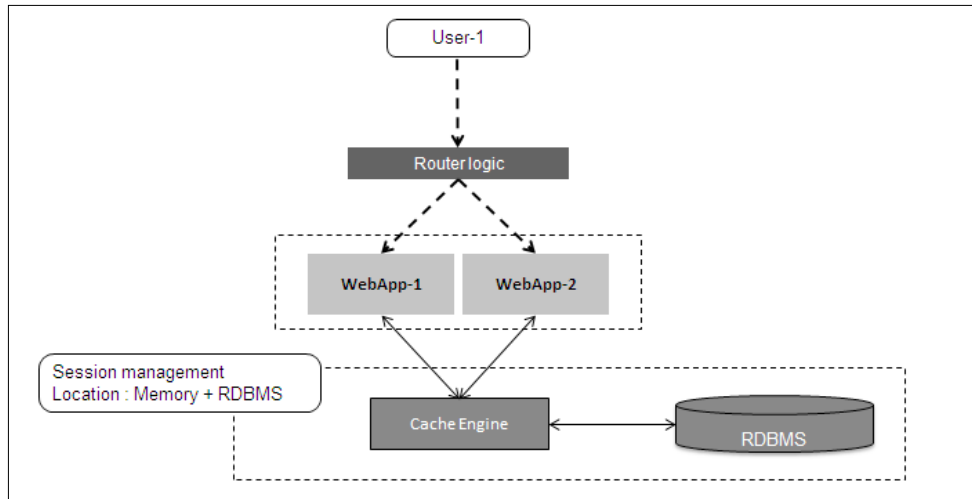 User-1
Router logic
WebApp-1
WebApp-2
Session management
Location : Memory + RDBMS
Cache Engine
RDBMS